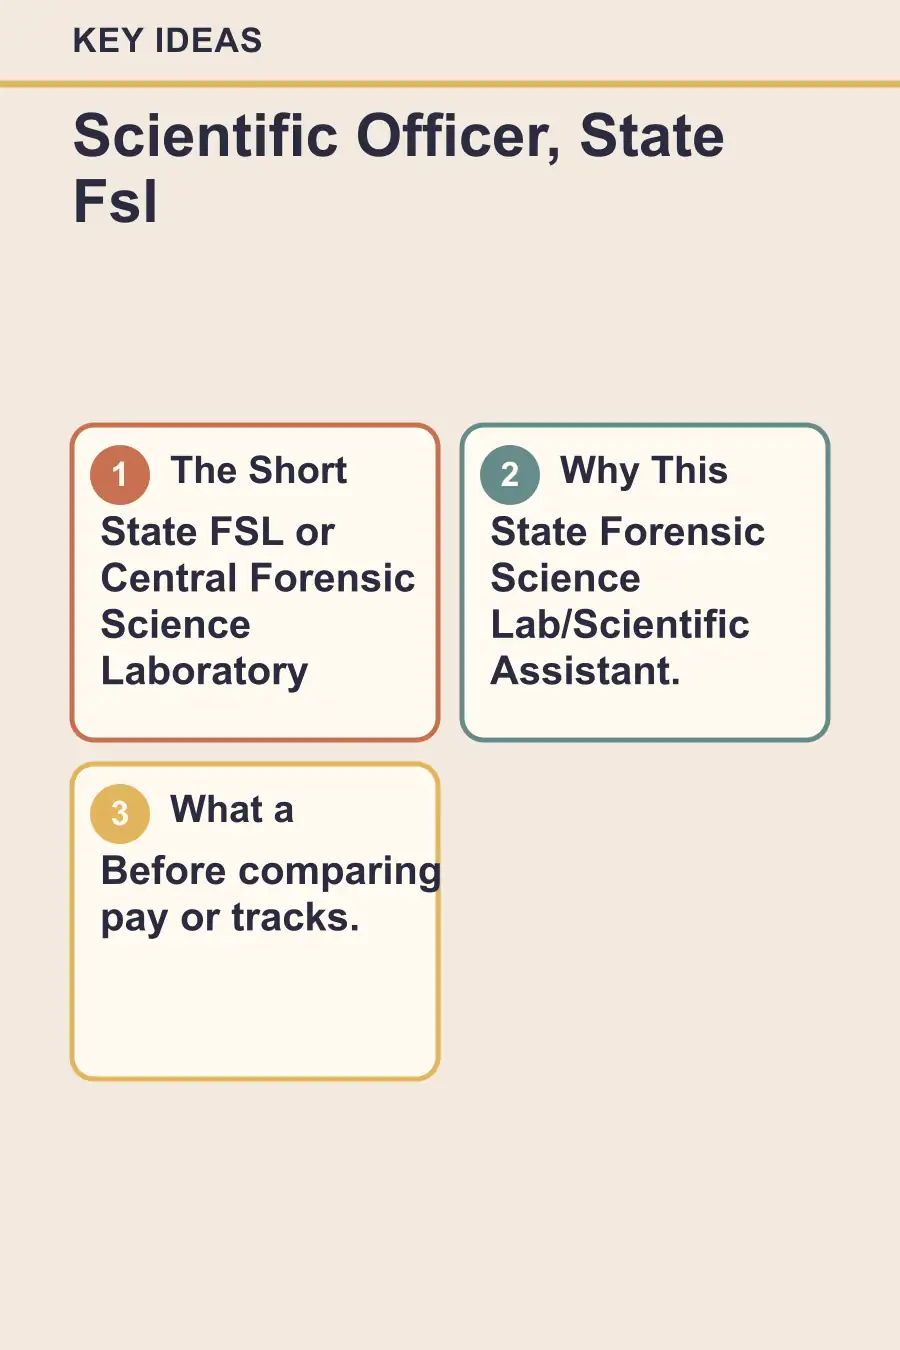 KEY IDEAS
Scientific Officer, State
Fsl
1 The Short
State FSL or
Central Forensic
Science
Laboratory
2 Why This
State Forensic
Science
Lab/Scientific
Assistant.
3 What a
Before comparing
pay or tracks.